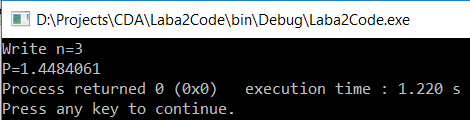 D:\Projects\CDA\Laba2Code\bin\Debug\Laba2Code.exe
Write n=3
P=1.4484061
Process returned 0 (0x0)   execution time : 1.220 s
Press any key to continue.